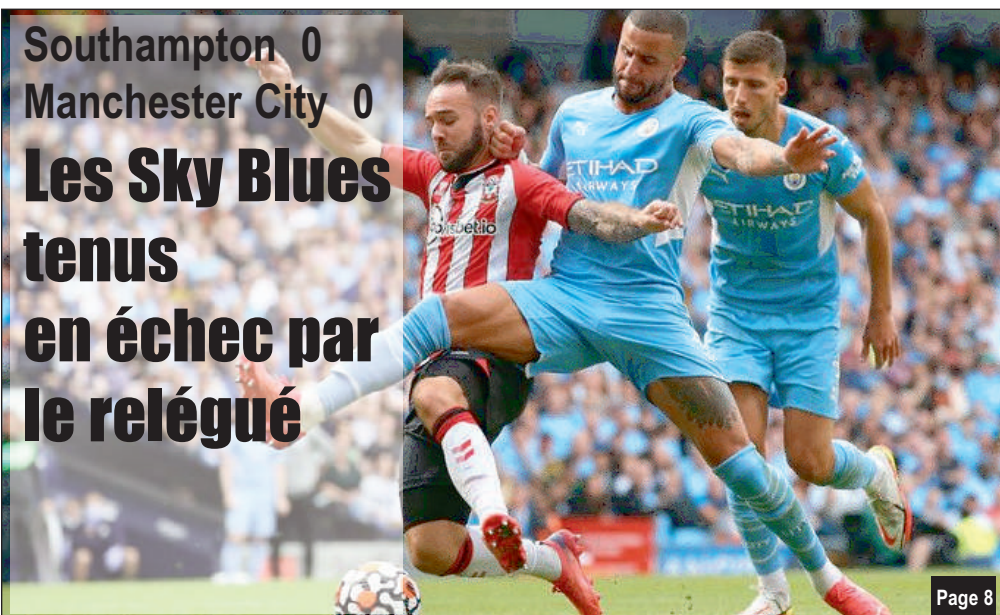 Southampton 0
Manchester City 0
Les Sky Blues
tenus
en échec par
le relégué
ETIHAD
AIRWAYS
ETIHAD
AIRWAYS
Page 8